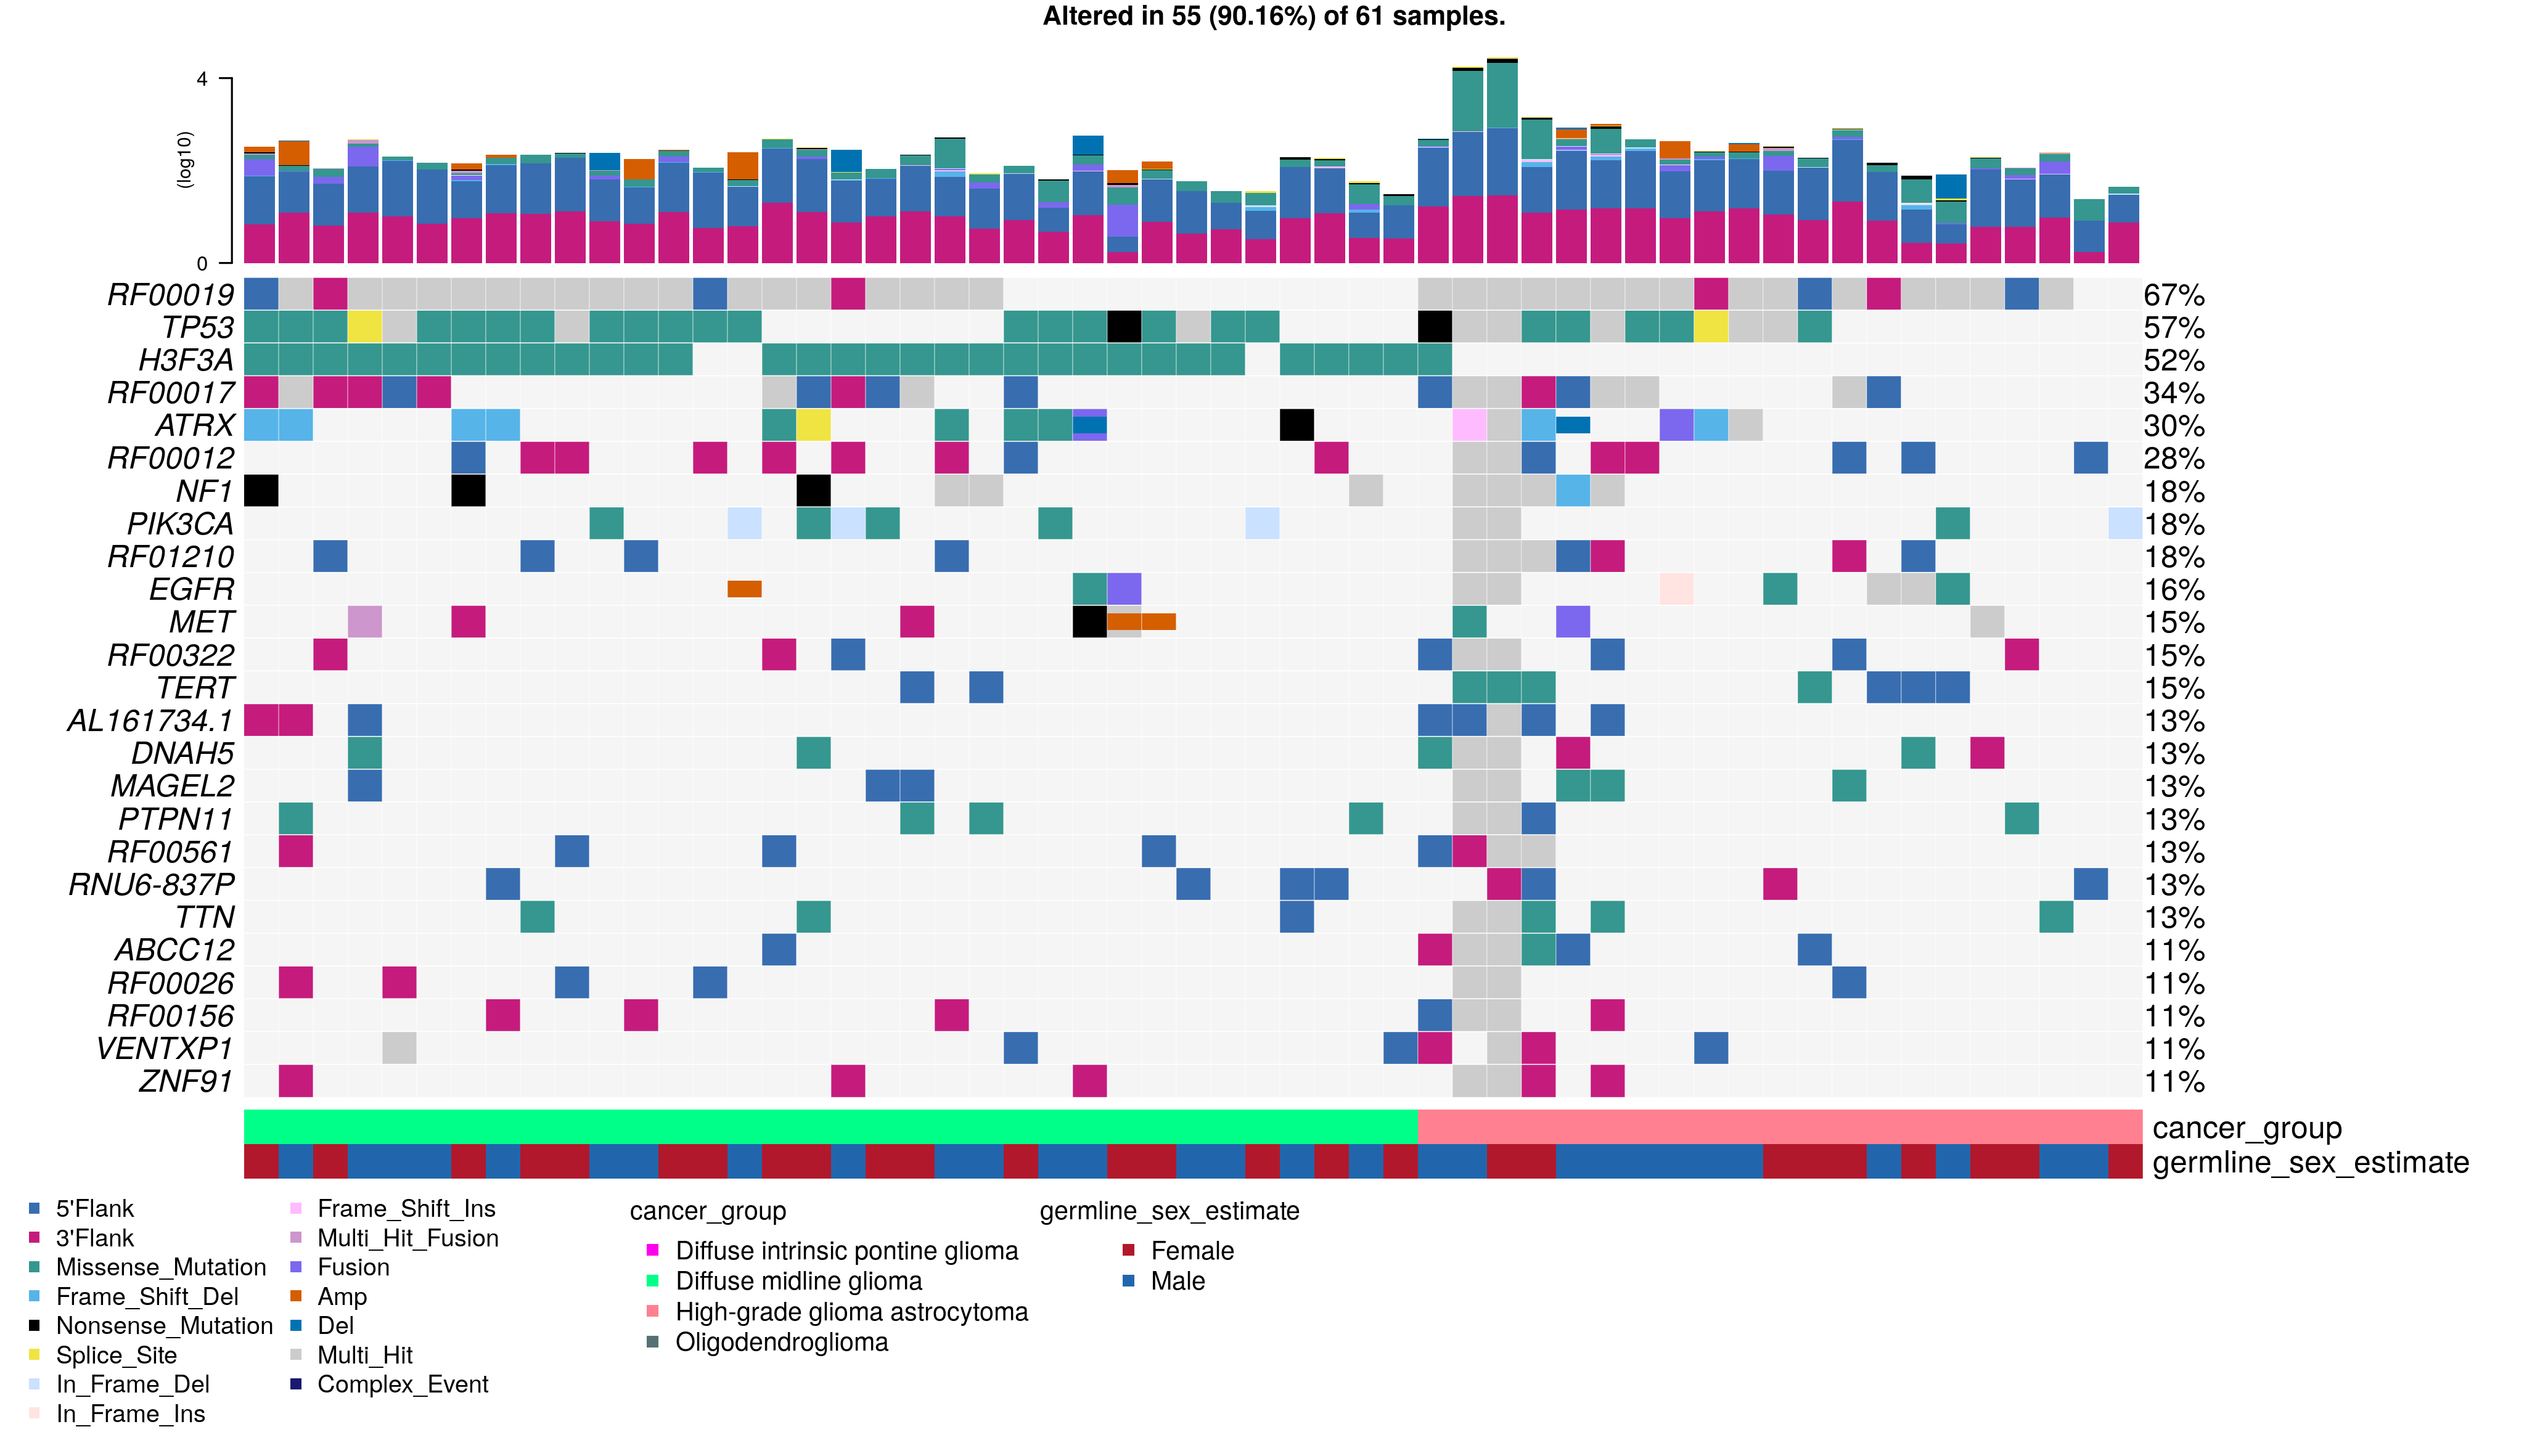 Altered in 55 (90.16%) of 61 samples.
4
(log10)
0
RF00019 67%
TP53 57%
H3F3A 52%
RF00017 34%
ATRX 30%
RF00012 28%
NF1 18%
PIK3CA 18%
RF01210 18%
EGFR 16%
MET 15%
RF00322 15%
TERT 15%
AL161734.1 13%
DNAH5 13%
MAGEL2 13%
PTPN11 13%
RF00561 13%
RNU6-837P 13%
TTN 13%
ABCC12 11%
RF00026 11%
RF00156 11%
VENTXP1 11%
ZNF91 11%
cancer_group
germline_sex_estimate
5'Flank
3'Flank
Missense_Mutation
Frame_Shift_Del
Nonsense_Mutation
Splice_Site
In_Frame_Del
In_Frame_Ins
Frame_Shift_Ins
Multi_Hit_Fusion
Fusion
Amp
Del
Multi_Hit
Complex_Event
cancer_group
Diffuse intrinsic pontine glioma
Diffuse midline glioma
High-grade glioma astrocytoma
Oligodendroglioma
germline_sex_estimate
Female
Male